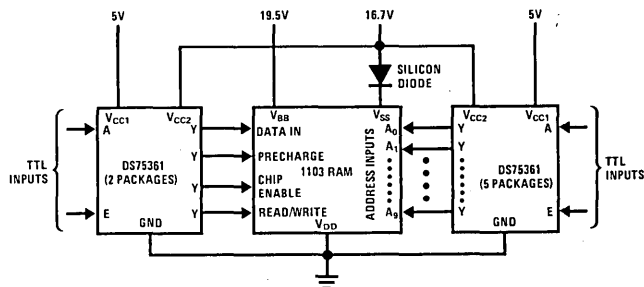 5V
19.5V
16.7V
5V
SILICON
DIODE
VCC1
VCC2
VBB
VSS
VCC2
VCC1
A
Y
DATA IN
A0
Y
A
TTL
INPUTS
DS75361
(2 PACKAGES)
Y
PRECHARGE
1103 RAM
ADDRESS INPUTS
A1
Y
DS75361
(5 PACKAGES)
TTL
INPUTS
Y
CHIP
ENABLE
E
Y
READ/WRITE
A9
Y
E
GND
VDD
GND